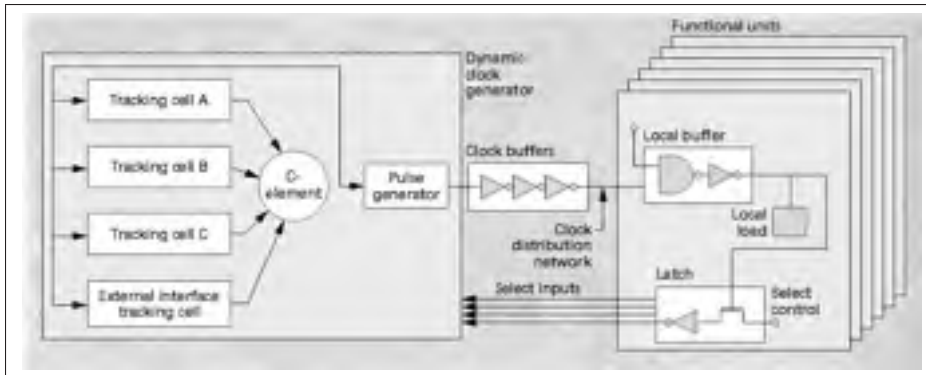 Functional units
Dynamic
clock
generator
Tracking cell A
Tracking cell B
Tracking cell C
External interface
tracking cell
C-
element
Pulse
generator
Clock buffers
Clock
distribution
network
Select inputs
Local buffer
Local
load
Latch
Select
control